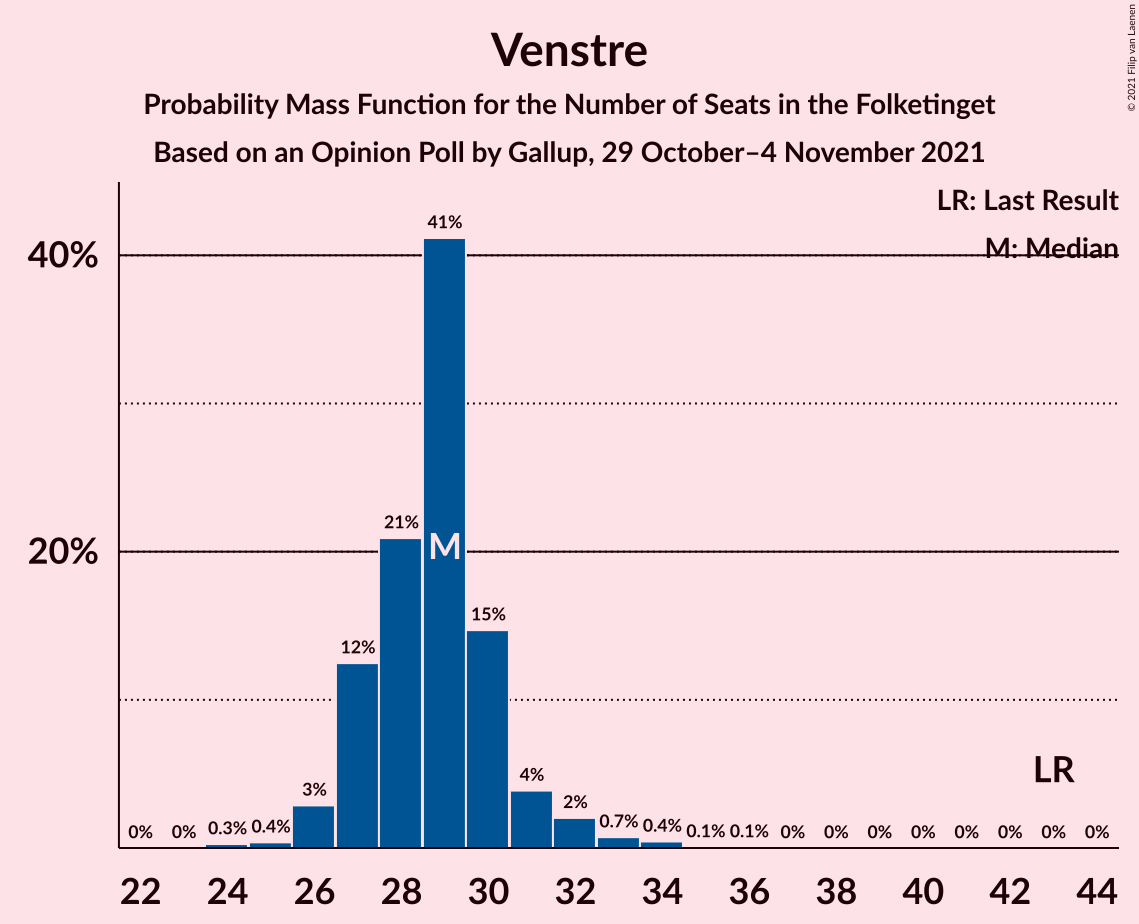 © 2021 Filip van Laenen
Venstre
Probability Mass Function for the Number of Seats in the Folketinget
Based on an Opinion Poll by Gallup, 29 October–4 November 2021
LR: Last Result
M: Median
40%
20%
0% 0% 0.3% 0.4% 3% 12% 21% 41% 15% 4% 2% 0.7% 0.4% 0.1% 0.1% 0% 0% 0% 0% 0% 0% 0% 0%
M
LR
22 24 26 28 30 32 34 36 38 40 42 44